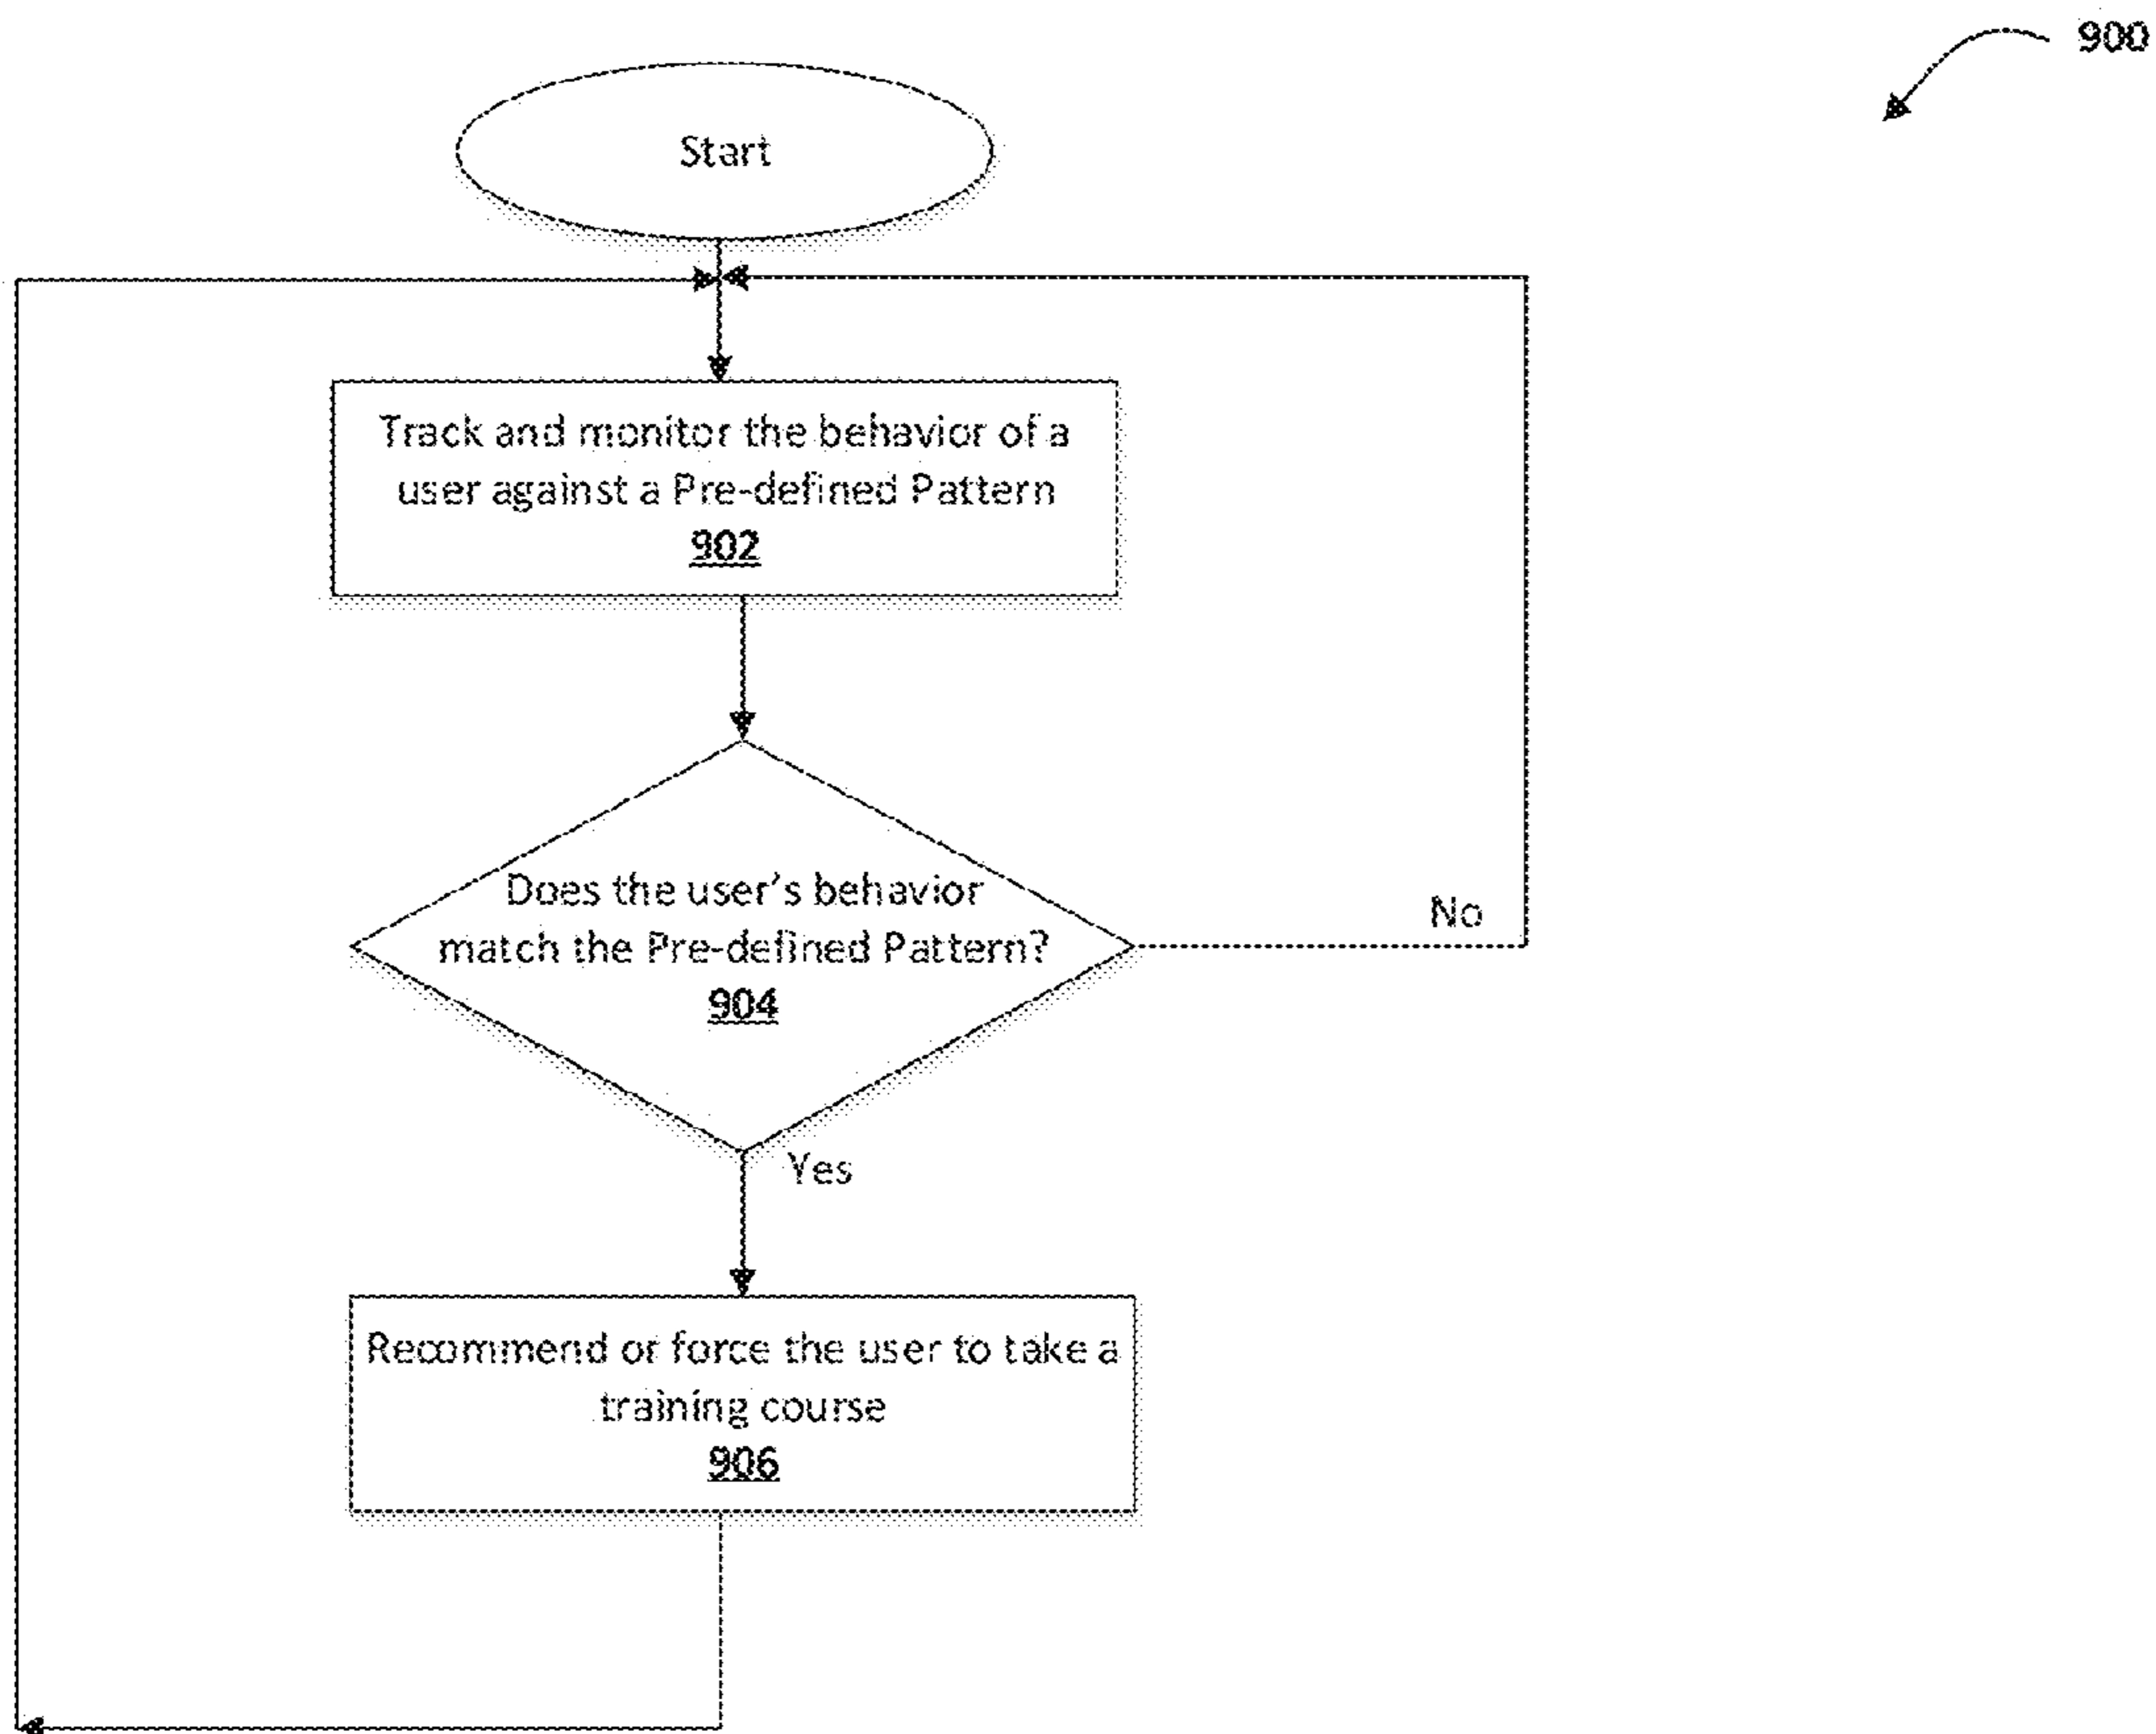 900
Start
Track and monitor the behavior of a
user against a Pre-defined Pattern
902
Does the user's behavior
match the Pre-defined Pattern?
904
No
Yes
Recommend or force the user to take a
training course
906